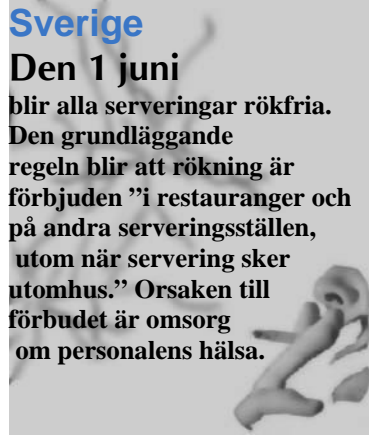 Sverige
Den 1 juni
blir alla serveringar rökfria.
Den grundläggande
regeln blir att rökning är
förbjuden ”i restauranger och
på andra serveringsställen,
utom när servering sker
utomhus.” Orsaken till
förbudet är omsorg
om personalens hälsa.